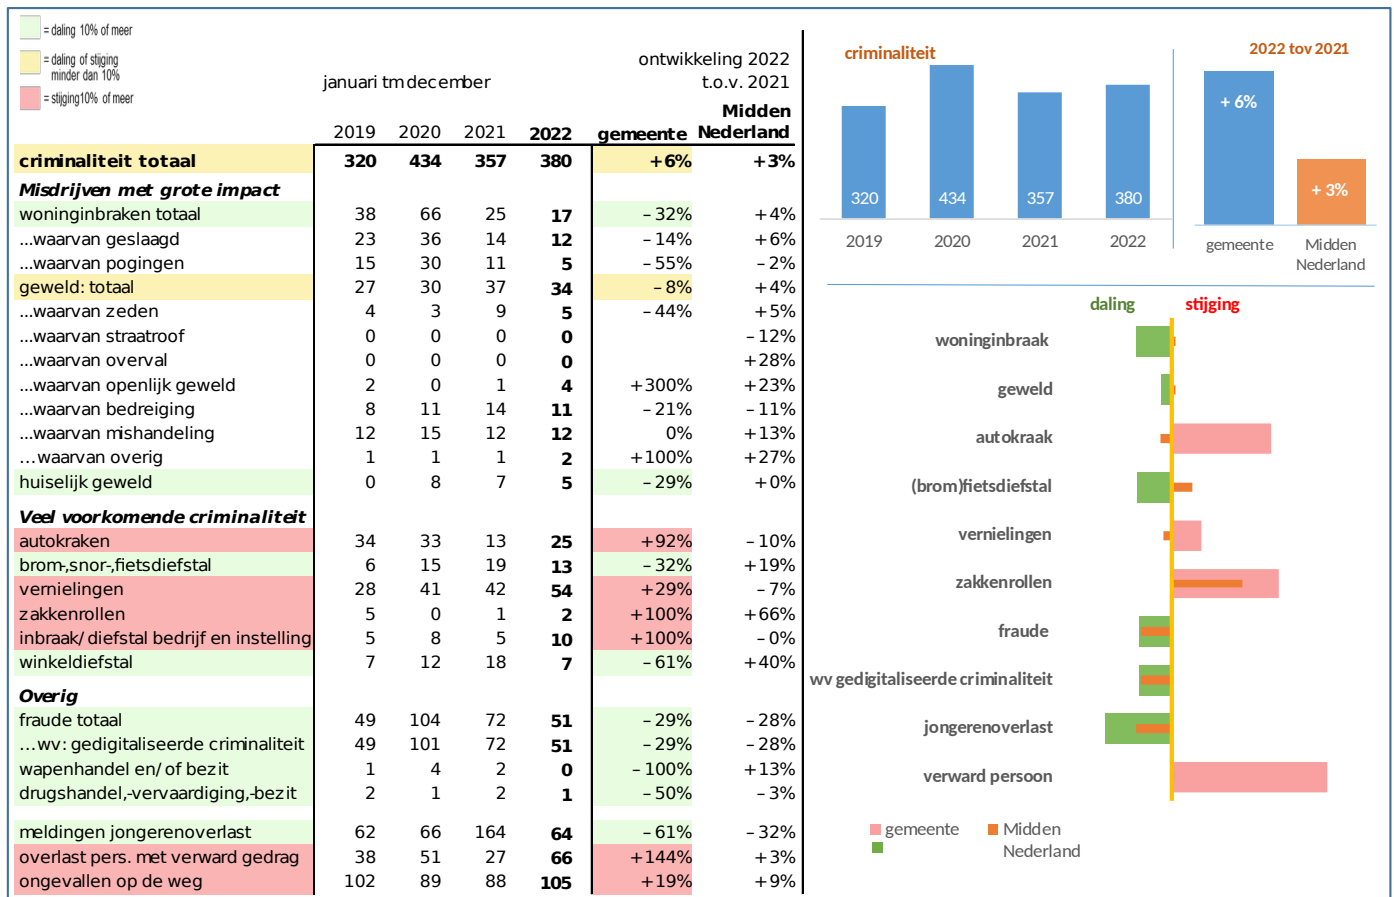 = daling 10% of meer
= daling of stijging
minder dan 10%
= stijging10% of meer
januari tm december
ontwikkeling 2022
t.o.v. 2021
2019 2020 2021 2022 gemeente Midden Nederland
criminaliteit totaal 320 434 357 380 +6% +3%
Misdrijven met grote impact
woninginbraken totaal 38 66 25 17 –32% +4%
...waarvan geslaagd 23 36 14 12 –14% +6%
...waarvan pogingen 15 30 11 5 –55% –2%
geweld: totaal 27 30 37 34 –8% +4%
...waarvan zeden 4 3 9 5 –44% +5%
...waarvan straatroof 0 0 0 0 –12%
...waarvan overval 0 0 0 0 +28%
...waarvan openlijk geweld 2 0 1 4 +300% +23%
...waarvan bedreiging 8 11 14 11 –21% –11%
...waarvan mishandeling 12 15 12 12 0% +13%
...waarvan overig 1 1 1 2 +100% +27%
huiselijk geweld 0 8 7 5 –29% +0%
Veel voorkomende criminaliteit
autokraken 34 33 13 25 +92% –10%
brom-,snor-,fietsdiefstal 6 15 19 13 –32% +19%
vernielingen 28 41 42 54 +29% –7%
zakkenrollen 5 0 1 2 +100% +66%
inbraak/diefstal bedrijf en instelling 5 8 5 10 +100% –0%
winkeldiefstal 7 12 18 7 –61% +40%
Overig
fraude totaal 49 104 72 51 –29% –28%
...wv: gedigitaliseerde criminaliteit 49 101 72 51 –29% –28%
wapenhandel en/of bezit 1 4 2 0 –100% +13%
drugshandel,-vervaardiging,-bezit 2 1 2 1 –50% –3%
meldingen jongerenoverlast 62 66 164 64 –61% –32%
overlast pers. met verward gedrag 38 51 27 66 +144% +3%
ongevallen op de weg 102 89 88 105 +19% +9%
criminaliteit
320 434 357 380
2019 2020 2021 2022
2022 tov 2021
+ 6%
+ 3%
gemeente Midden
Nederland
daling stijging
woninginbraak
geweld
autokraak
(brom)fietsdiefstal
vernielingen
zakkenrollen
fraude
wv gedigitaliseerde criminaliteit
jongerenoverlast
verward persoon
gemeente Midden
Nederland